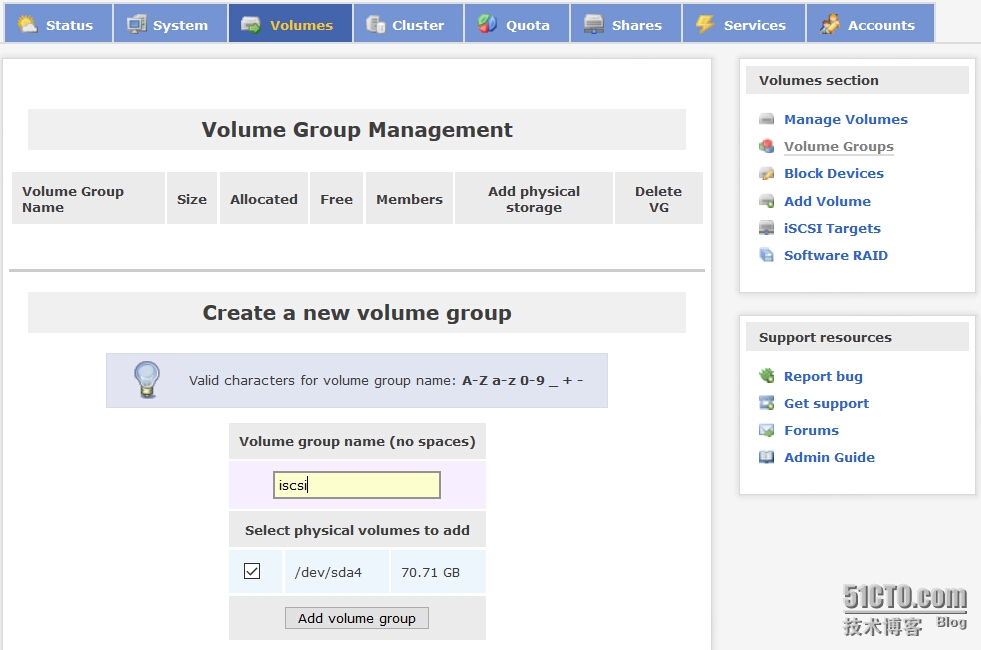 Status System Volumes Cluster Quota Shares Services Accounts
Volume Group Management
Volume Group Name Size Allocated Free Members Add physical storage Delete VG
Create a new volume group
Valid characters for volume group name: A-Z a-z 0-9 _ + -
Volume group name (no spaces)
iscsi
Select physical volumes to add
/dev/sda4 70.71 GB
Add volume group
Volumes section
Manage Volumes
Volume Groups
Block Devices
Add Volume
iSCSI Targets
Software RAID
Support resources
Report bug
Get support
Forums
Admin Guide
51CTO.com
技术博客 Blog